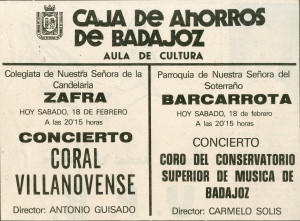 CAJA DE AHORROS
DE BADAJOZ
AULA DE CULTURA
Colegiata de Nuestra Señora de la
Candelaria
ZAFRA
HOY SABADO, 18 DE FEBRERO
A las 20'15 horas
CONCIERTO
CORAL
VILLANOVENSE
Director: ANTONIO GUISADO
Parroquia de Nuestra Señora del
Soterraño
BARCARROTA
HOY SABADO, 18 de febrero
A las 20'15 horas
CONCIERTO
CORO DEL CONSERVATORIO
SUPERIOR DE MUSICA DE
BADAJOZ
Director: CARMELO SOLIS